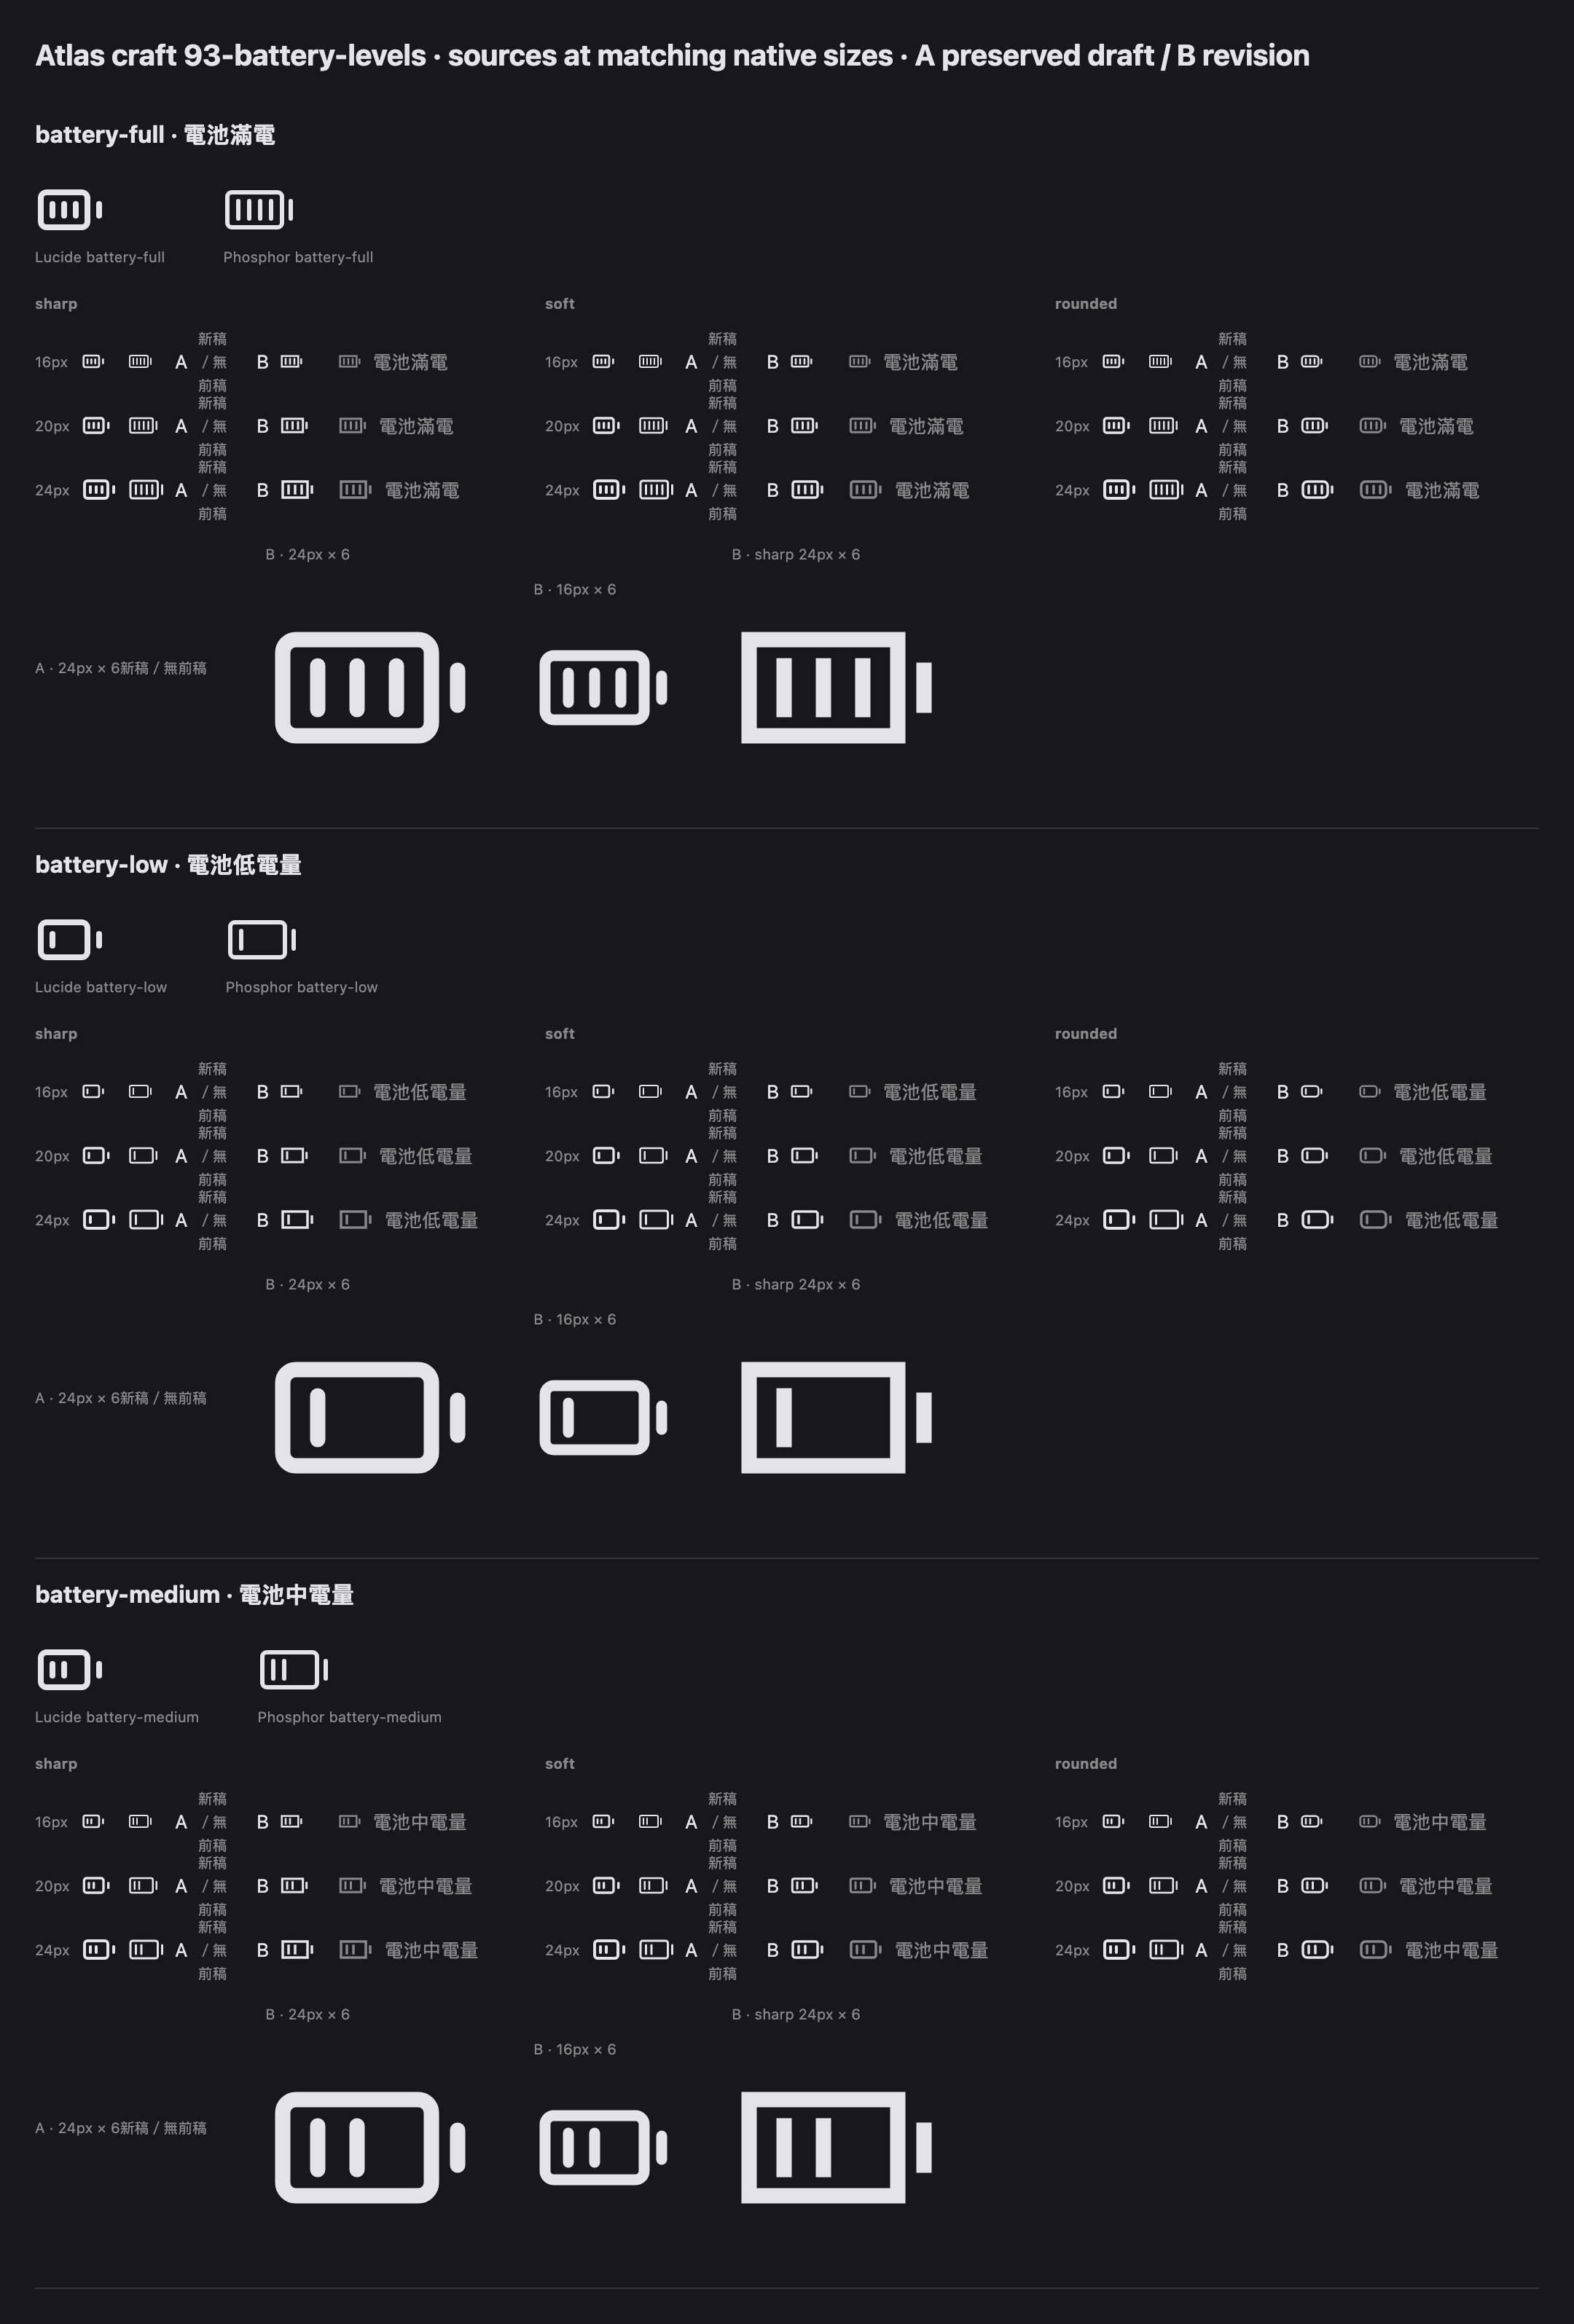 Atlas craft 93-battery-levels · sources at matching native sizes · A preserved draft / B revision
battery-full · 電池滿電
Lucide battery-full
Phosphor battery-full
sharp
16px A 新稿 / 無前稿 B 電池滿電
20px A 新稿 / 無前稿 B 電池滿電
24px A 新稿 / 無前稿 B 電池滿電
soft
16px A 新稿 / 無前稿 B 電池滿電
20px A 新稿 / 無前稿 B 電池滿電
24px A 新稿 / 無前稿 B 電池滿電
rounded
16px A 新稿 / 無前稿 B 電池滿電
20px A 新稿 / 無前稿 B 電池滿電
24px A 新稿 / 無前稿 B 電池滿電
A · 24px × 6新稿 / 無前稿
B · 24px × 6
B · 16px × 6
B · sharp 24px × 6
battery-low · 電池低電量
Lucide battery-low
Phosphor battery-low
sharp
16px A 新稿 / 無前稿 B 電池低電量
20px A 新稿 / 無前稿 B 電池低電量
24px A 新稿 / 無前稿 B 電池低電量
soft
16px A 新稿 / 無前稿 B 電池低電量
20px A 新稿 / 無前稿 B 電池低電量
24px A 新稿 / 無前稿 B 電池低電量
rounded
16px A 新稿 / 無前稿 B 電池低電量
20px A 新稿 / 無前稿 B 電池低電量
24px A 新稿 / 無前稿 B 電池低電量
A · 24px × 6新稿 / 無前稿
B · 24px × 6
B · 16px × 6
B · sharp 24px × 6
battery-medium · 電池中電量
Lucide battery-medium
Phosphor battery-medium
sharp
16px A 新稿 / 無前稿 B 電池中電量
20px A 新稿 / 無前稿 B 電池中電量
24px A 新稿 / 無前稿 B 電池中電量
soft
16px A 新稿 / 無前稿 B 電池中電量
20px A 新稿 / 無前稿 B 電池中電量
24px A 新稿 / 無前稿 B 電池中電量
rounded
16px A 新稿 / 無前稿 B 電池中電量
20px A 新稿 / 無前稿 B 電池中電量
24px A 新稿 / 無前稿 B 電池中電量
A · 24px × 6新稿 / 無前稿
B · 24px × 6
B · 16px × 6
B · sharp 24px × 6